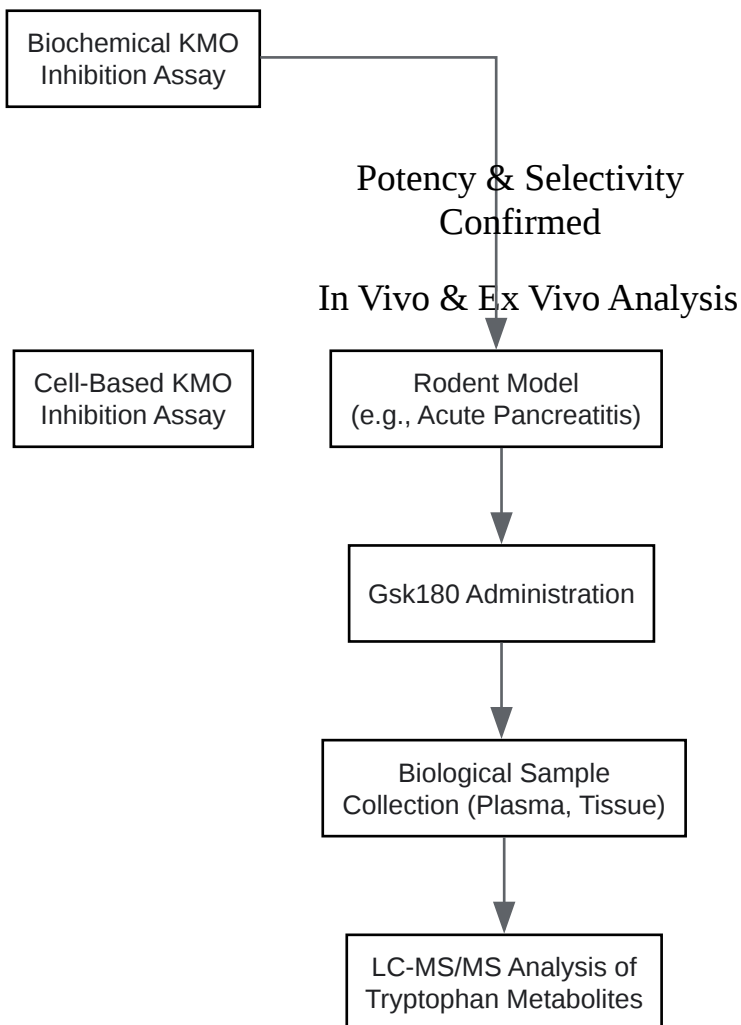 Biochemical KMO
Inhibition Assay
Potency & Selectivity
Confirmed
In Vivo & Ex Vivo Analysis
Cell-Based KMO
Inhibition Assay
Rodent Model
(e.g., Acute Pancreatitis)
Gsk180 Administration
Biological Sample
Collection (Plasma, Tissue)
LC-MS/MS Analysis of
Tryptophan Metabolites